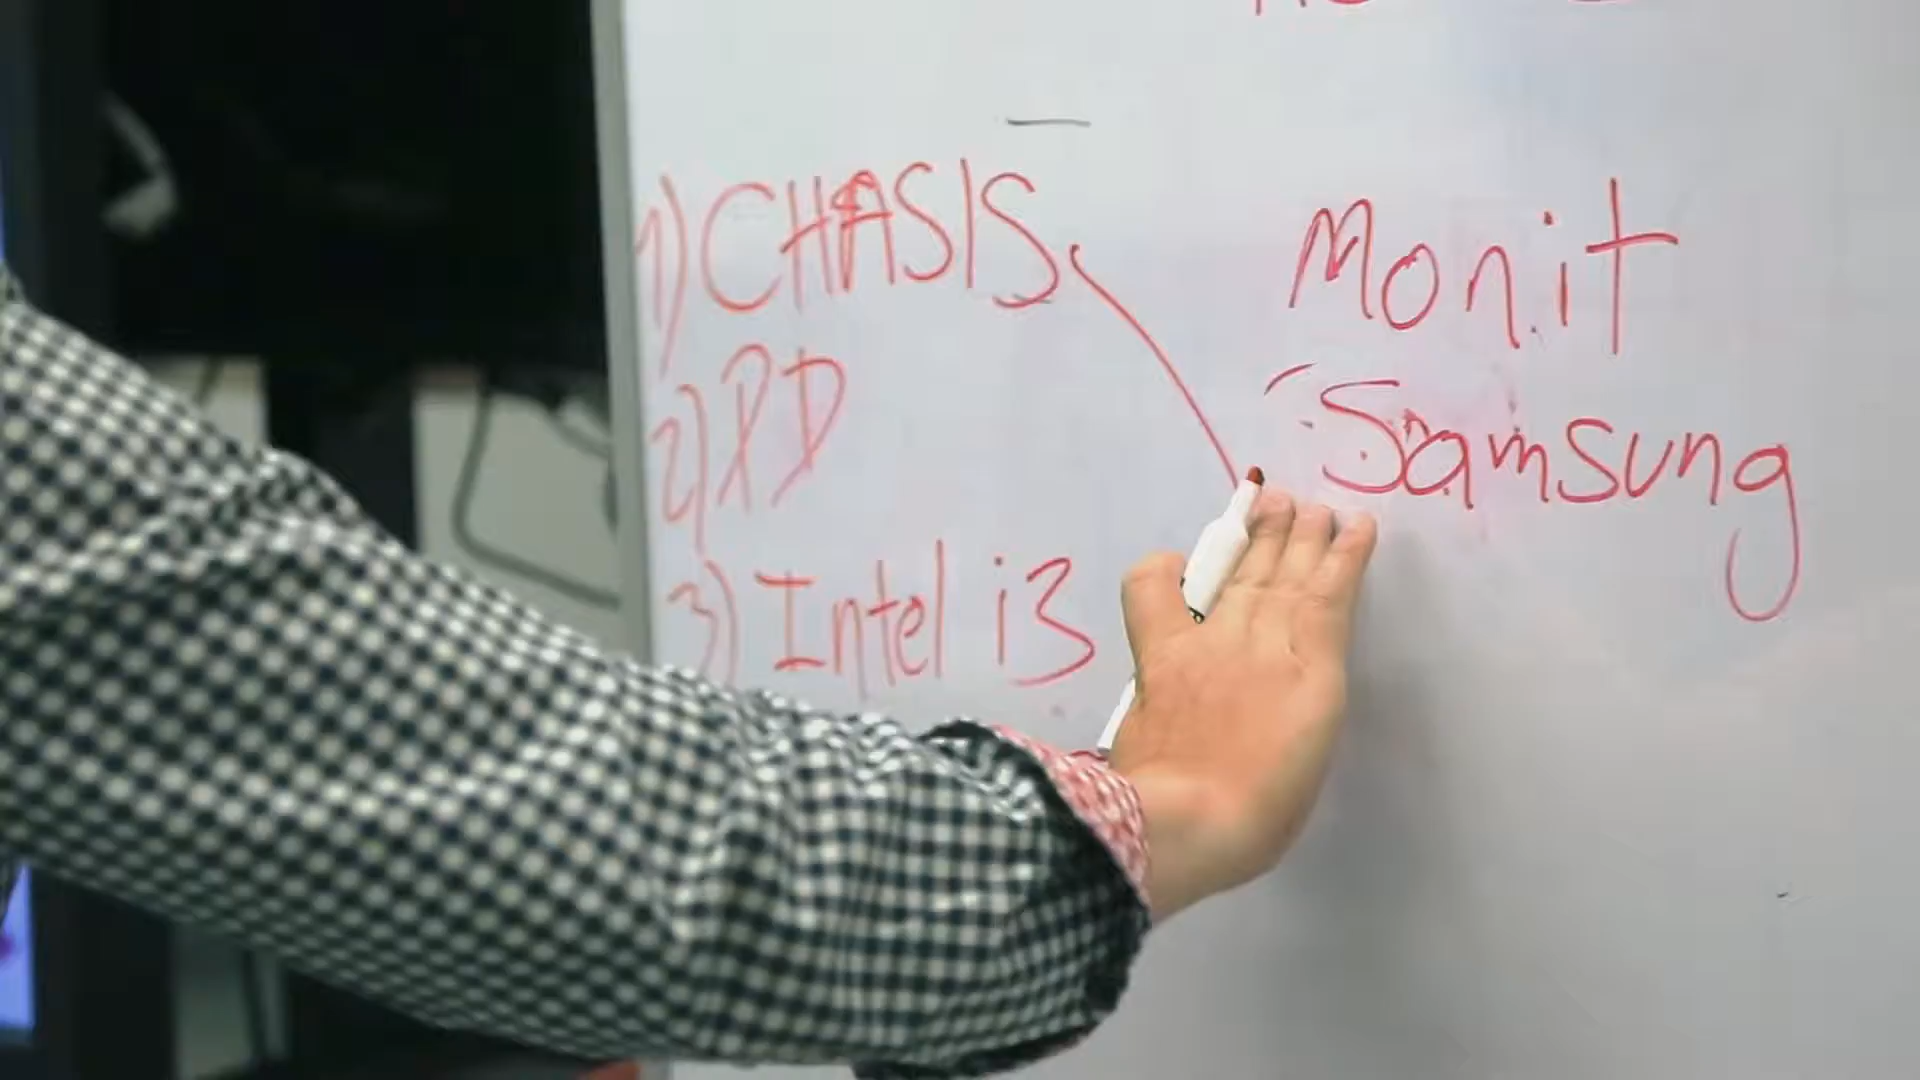 1) CHASIS
2) PD
3) Intel i3
Monit
Samsung